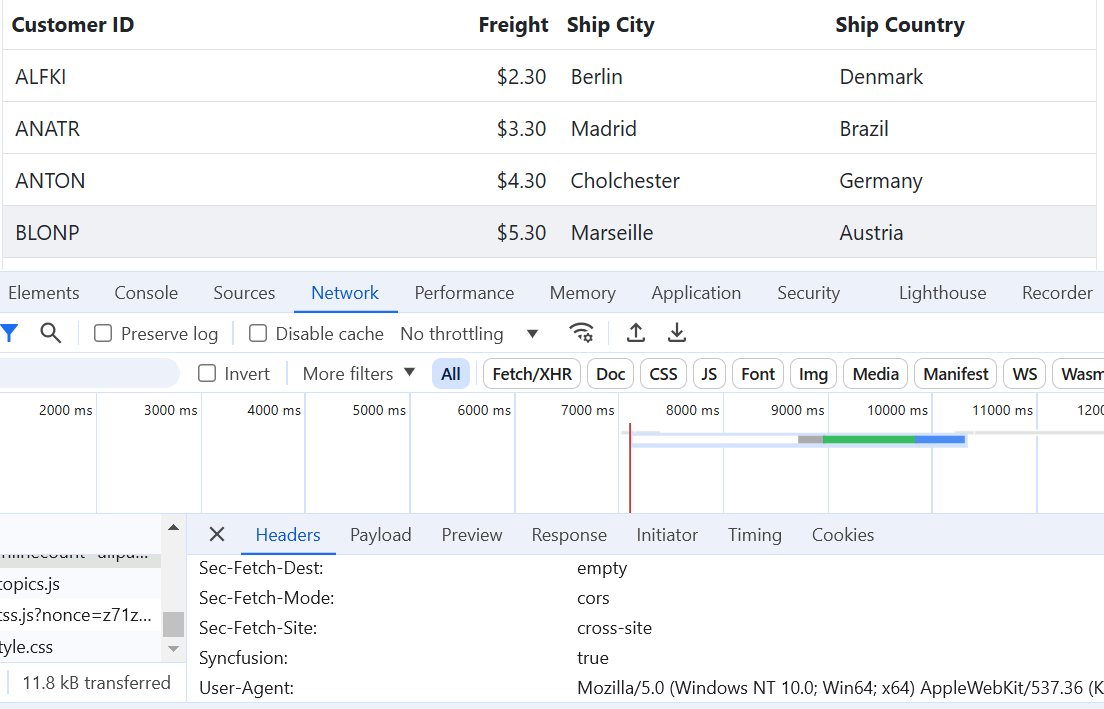 Customer ID Freight Ship City Ship Country
ALFKI $2.30 Berlin Denmark
ANATR $3.30 Madrid Brazil
ANTON $4.30 Cholchester Germany
BLONP $5.30 Marseille Austria
Elements Console Sources Network Performance Memory Application Security Lighthouse Recorder
Preserve log Disable cache No throttling
Invert More filters All Fetch/XHR Doc CSS JS Font Img Media Manifest WS Wasm
2000 ms 3000 ms 4000 ms 5000 ms 6000 ms 7000 ms 8000 ms 9000 ms 10000 ms 11000 ms 1200
Headers Payload Preview Response Initiator Timing Cookies
Sec-Fetch-Dest: empty
topics.js
Sec-Fetch-Mode: cors
css.js?nonce=z71z...
Sec-Fetch-Site: cross-site
tyle.css
Syncfusion: true
11.8 kB transferred
User-Agent: Mozilla/5.0 (Windows NT 10.0; Win64; x64) AppleWebKit/537.36 (K